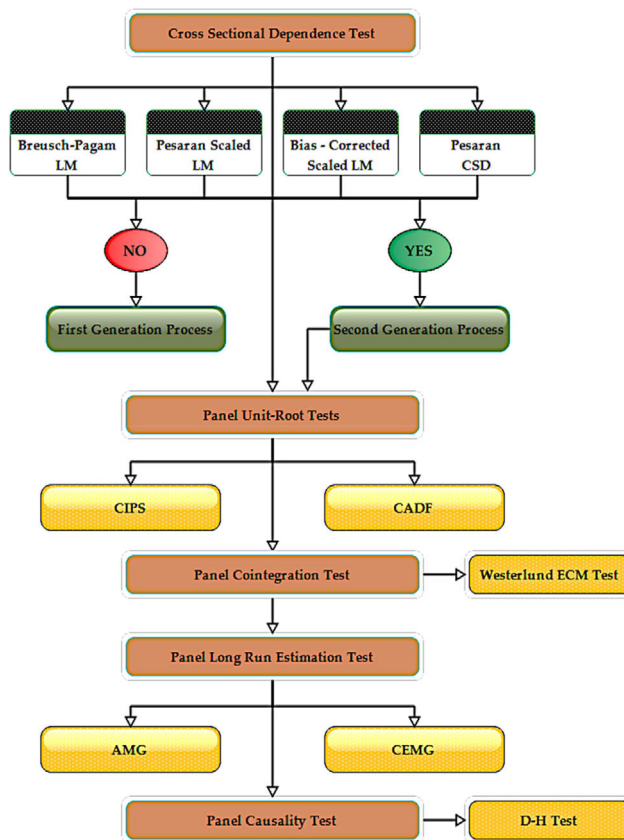 Cross Sectional Dependence Test
Breusch-Pagam
LM
Pesaran Scaled
LM
Bias - Corrected
Scaled LM
Pesaran
CSD
NO
YES
First Generation Process
Second Generation Process
Panel Unit-Root Tests
CIPS
CADF
Panel Cointegration Test
Westerlund ECM Test
Panel Long Run Estimation Test
AMG
CEMG
Panel Causality Test
D-H Test